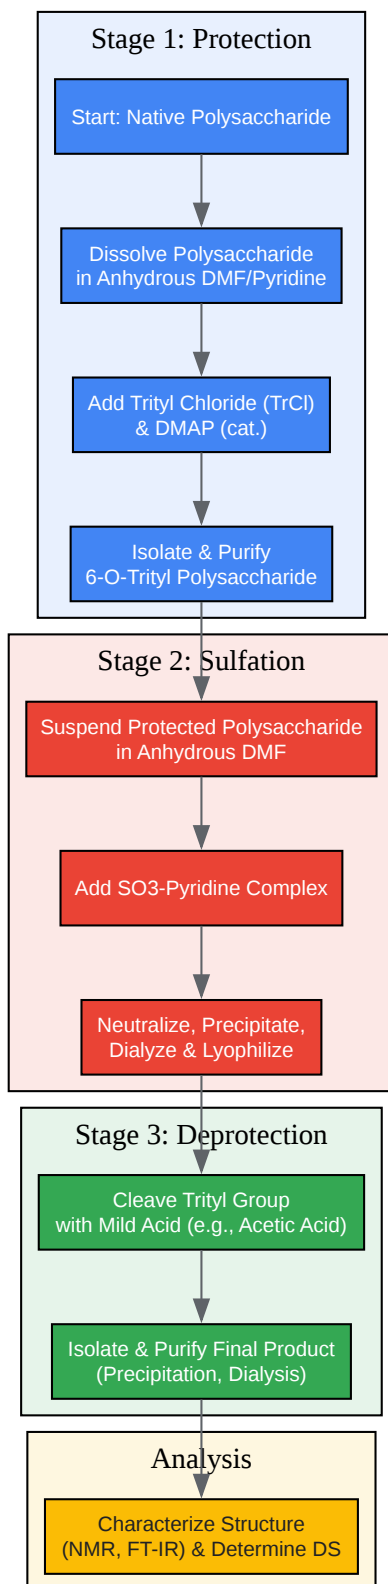 Stage 1: Protection
Start: Native Polysaccharide
Dissolve Polysaccharide
in Anhydrous DMF/Pyridine
Add Trityl Chloride (TrCl)
& DMAP (cat.)
Isolate & Purify
6-O-Trityl Polysaccharide
Stage 2: Sulfation
Suspend Protected Polysaccharide
in Anhydrous DMF
Add SO3-Pyridine Complex
Neutralize, Precipitate,
Dialyze & Lyophilize
Stage 3: Deprotection
Cleave Trityl Group
with Mild Acid (e.g., Acetic Acid)
Isolate & Purify Final Product
(Precipitation, Dialysis)
Analysis
Characterize Structure
(NMR, FT-IR) & Determine DS